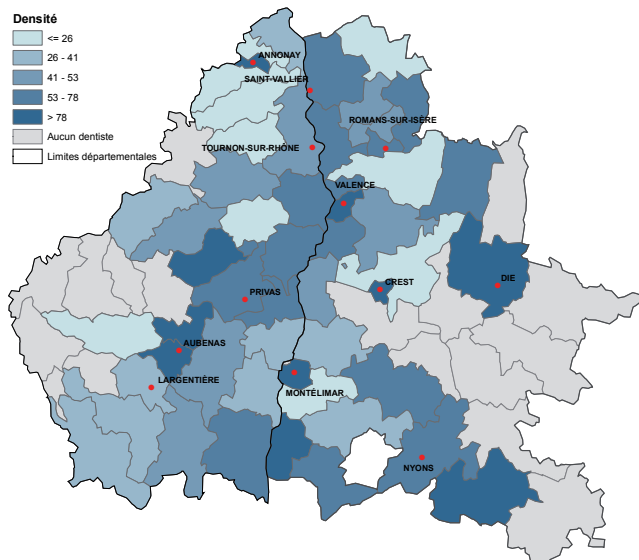 Densité
<= 26
26 - 41
41 - 53
53 - 78
> 78
Aucun dentiste
Limites départementales
ANNONAY
SAINT-VALLIER
ROMANS-SUR-ISÈRE
TOURNON-SUR-RHÔNE
VALENCE
CREST
DIE
PRIVAS
AUBENAS
LARGENTIÈRE
MONTÉLIMAR
NYONS